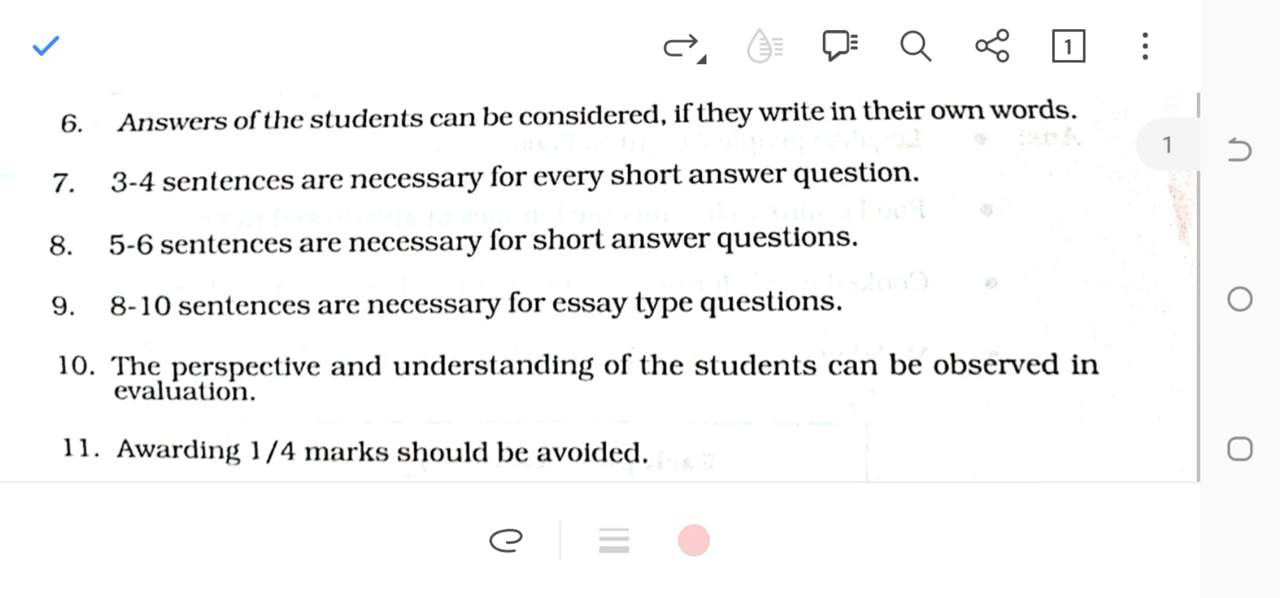 1
6. Answers of the students can be considered, if they write in their own words.
1
7. 3-4 sentences are necessary for every short answer question.
8. 5-6 sentences are necessary for short answer questions.
9. 8-10 sentences are necessary for essay type questions.
10. The perspective and understanding of the students can be observed in
evaluation.
11. Awarding 1/4 marks should be avoided.